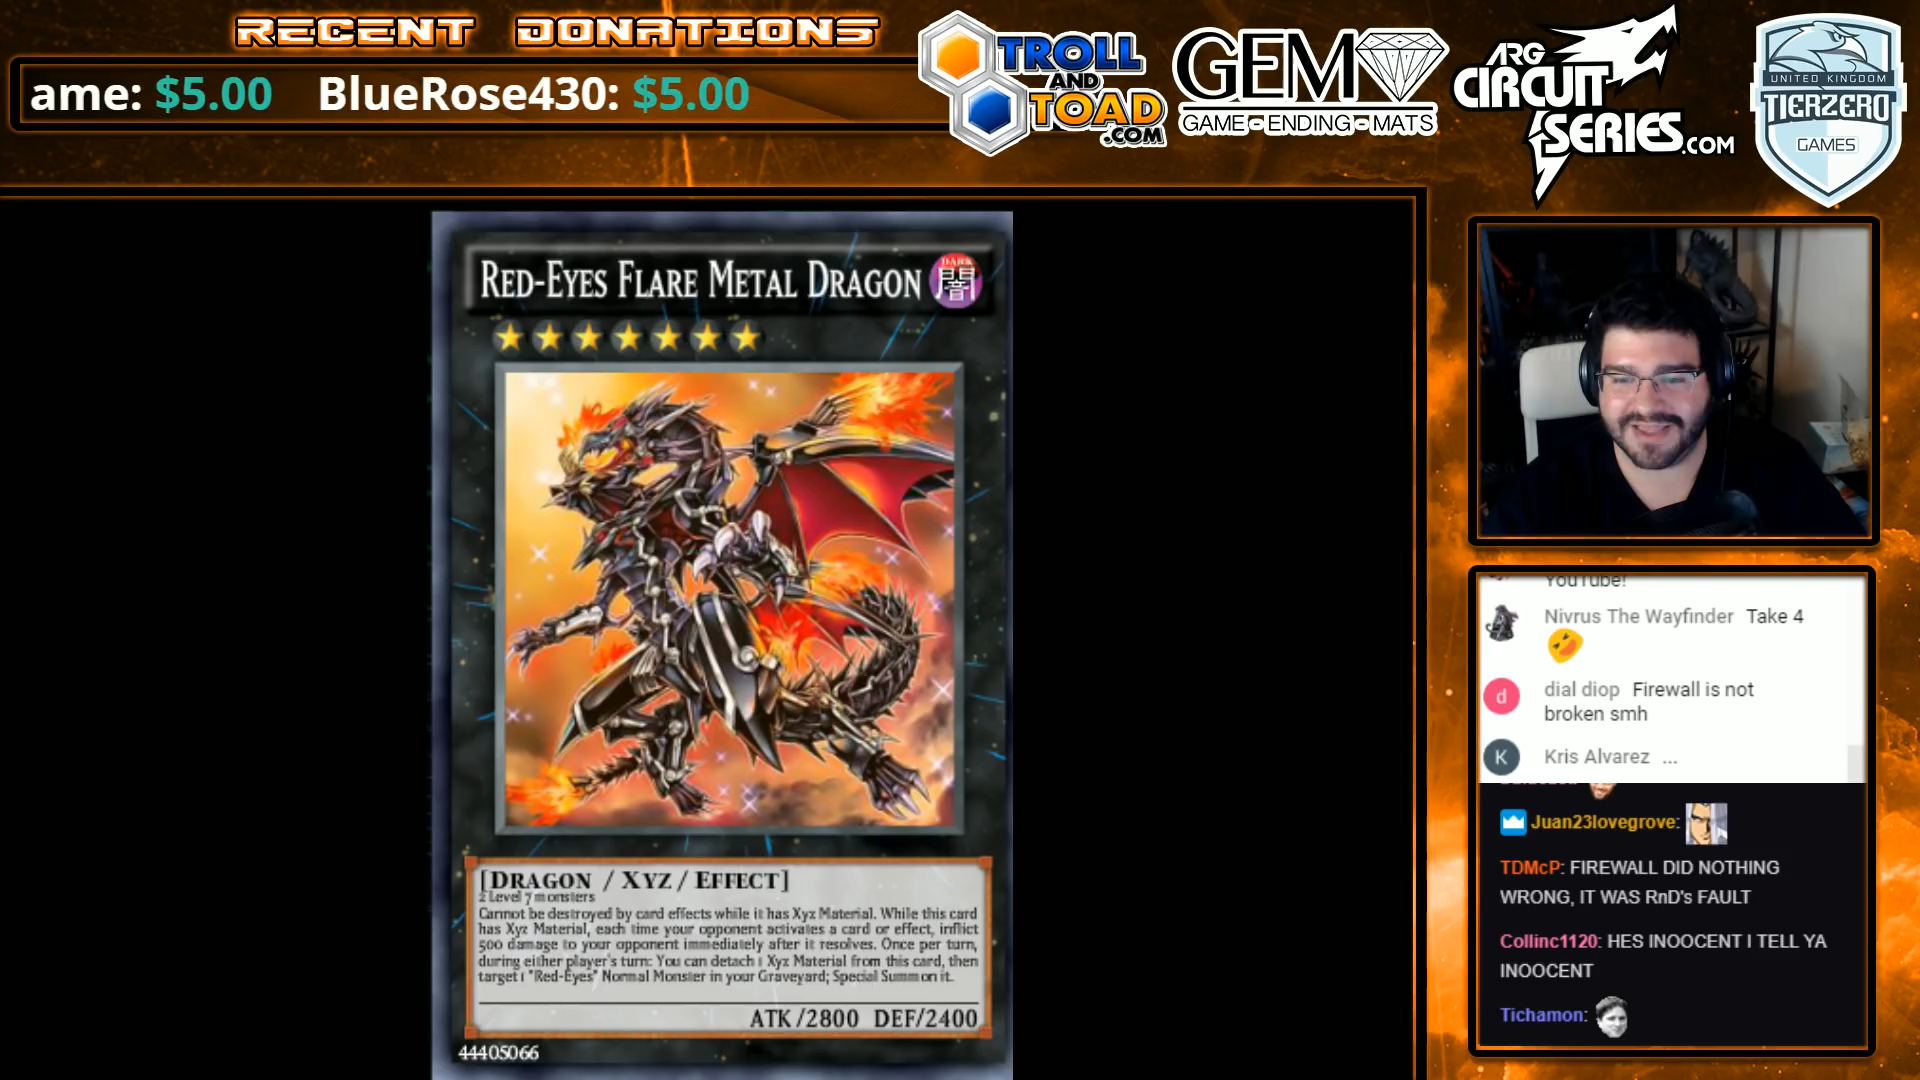 RECENT DONATIONS
ame: $5.00 BlueRose430: $5.00
TROLL
AND
TOAD
.COM
GEM
GAME-ENDING-MATS
ARG
CIRCUIT
SERIES.COM
UNITED KINGDOM
TIERZERO
GAMES
RED-EYES FLARE METAL DRAGON
DARK
闇
[DRAGON / XYZ / EFFECT]
2 Level 7 monsters
Cannot be destroyed by card effects while it has Xyz Material. While this card
has Xyz Material, each time your opponent activates a card or effect, inflict
500 damage to your opponent immediately after it resolves. Once per turn,
during either player's turn: You can detach 1 Xyz Material from this card, then
target 1 "Red-Eyes" Normal Monster in your Graveyard; Special Summon it.
ATK/2800 DEF/2400
44405066
YouTube!
Nivrus The Wayfinder Take 4
d
dial diop Firewall is not
broken smh
K
Kris Alvarez ...
Juan23lovegrove:
TDMcP: FIREWALL DID NOTHING
WRONG, IT WAS RnD's FAULT
Collinc1120: HES INOOCENT I TELL YA
INOOCENT
Tichamon: